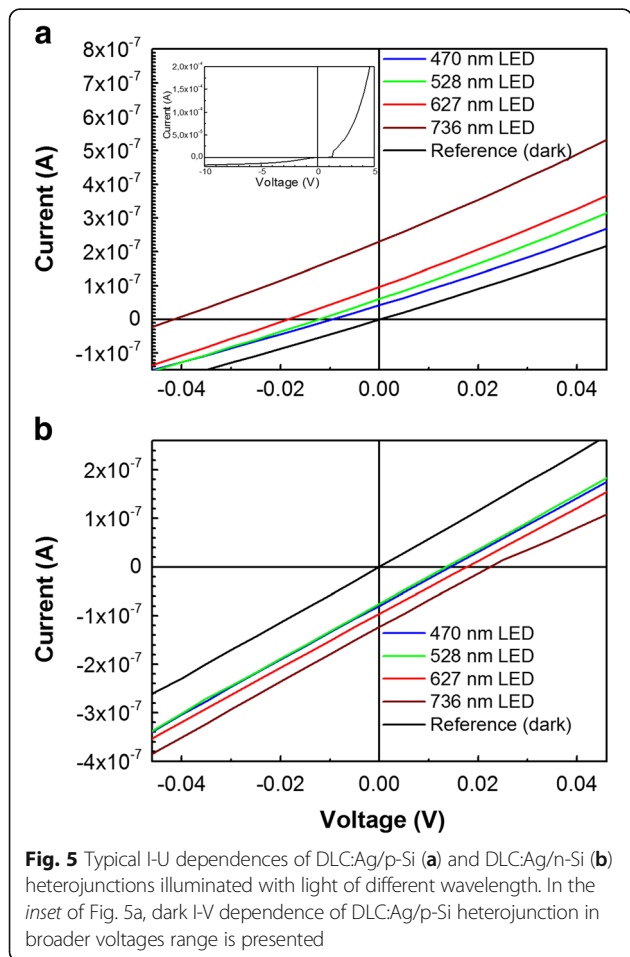 a
8x10-7
7x10-7
6x10-7
5x10-7
4x10-7
3x10-7
2x10-7
1x10-7
0
-1x10-7
Current (A)
2,0x10-4
1,5x10-4
1,0x10-4
0,0
Current (A)
-10
-5
0
5
Voltage (V)
470 nm LED
528 nm LED
627 nm LED
736 nm LED
Reference (dark)
-0.04
-0.02
0.00
0.02
0.04
b
2x10-7
1x10-7
0
-1x10-7
-2x10-7
-3x10-7
-4x10-7
Current (A)
470 nm LED
528 nm LED
627 nm LED
736 nm LED
Reference (dark)
-0.04
-0.02
0.00
0.02
0.04
Voltage (V)
Fig. 5 Typical I-U dependences of DLC:Ag/p-Si (a) and DLC:Ag/n-Si (b)
heterojunctions illuminated with light of different wavelength. In the
inset of Fig. 5a, dark I-V dependence of DLC:Ag/p-Si heterojunction in
broader voltages range is presented